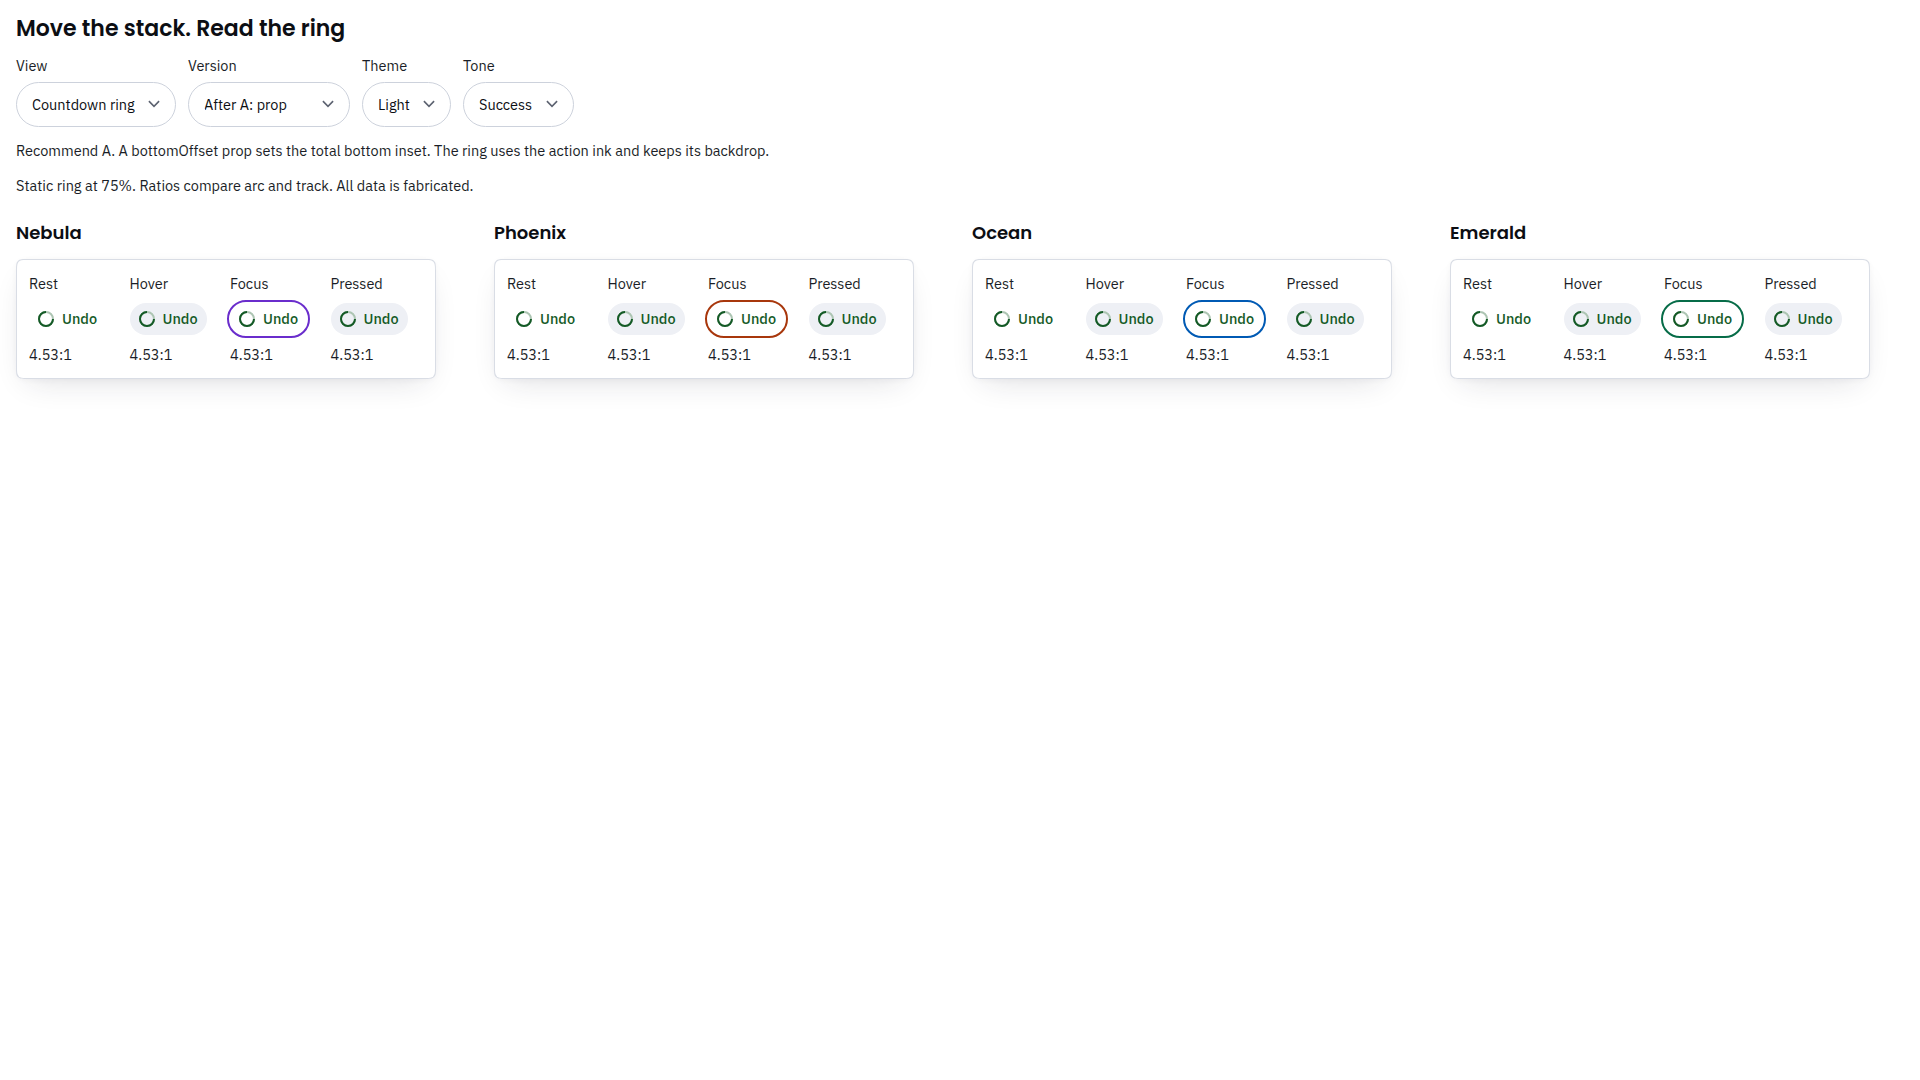 Move the stack. Read the ring
View Version Theme Tone
Countdown ring After A: prop Light Success
Recommend A. A bottomOffset prop sets the total bottom inset. The ring uses the action ink and keeps its backdrop.
Static ring at 75%. Ratios compare arc and track. All data is fabricated.
Nebula
Rest Hover Focus Pressed
Undo Undo Undo Undo
4.53:1 4.53:1 4.53:1 4.53:1
Phoenix
Rest Hover Focus Pressed
Undo Undo Undo Undo
4.53:1 4.53:1 4.53:1 4.53:1
Ocean
Rest Hover Focus Pressed
Undo Undo Undo Undo
4.53:1 4.53:1 4.53:1 4.53:1
Emerald
Rest Hover Focus Pressed
Undo Undo Undo Undo
4.53:1 4.53:1 4.53:1 4.53:1